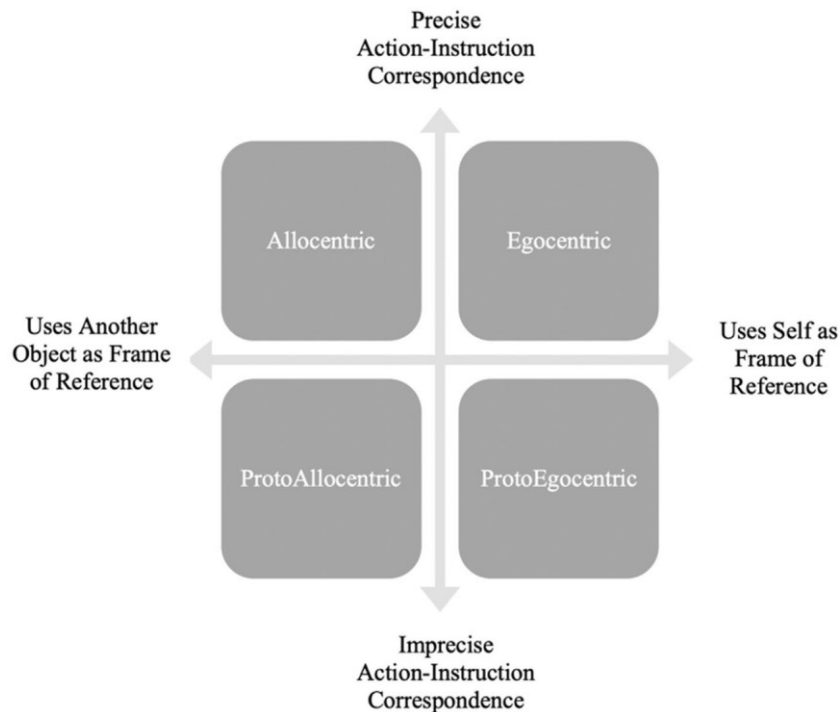 Precise
Action-Instruction
Correspondence
Allocentric
Egocentric
Uses Another
Object as Frame
of Reference
Uses Self as
Frame of
Reference
ProtoAllocentric
ProtoEgocentric
Imprecise
Action-Instruction
Correspondence